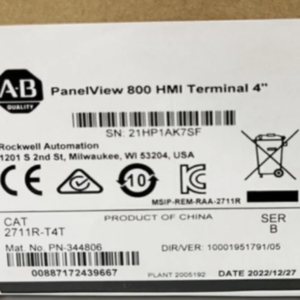 A-B
QUALITY
PanelView 800 HMI Terminal 4"
SN: 21HP1AK7SF
Rockwell Automation
1201 S 2nd St, Milwaukee, WI 53204, USA
10
MSIP-REM-RAA-2711R
CAT
2711R-T4T
PRODUCT OF CHINA
SER
B
Mat. No. PN-344806
DIR/VER: 10001951791/05
00887172439667
PLANT 2005192
2022/12/27